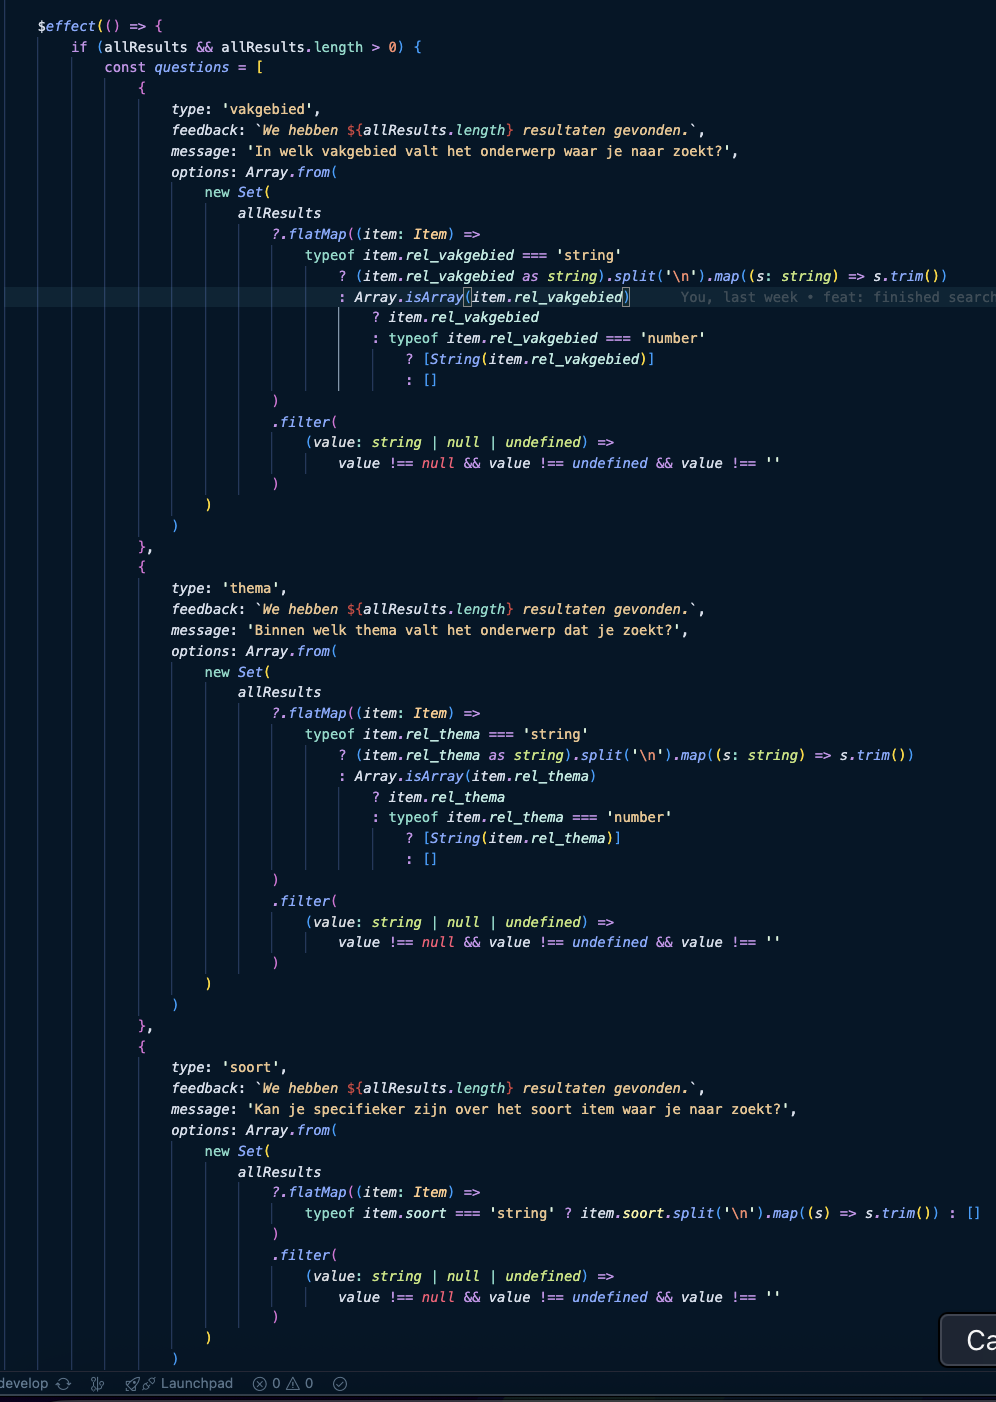 $effect(() => {
if (allResults && allResults.length > 0) {
const questions = [
{
type: 'vakgebied',
feedback: `We hebben ${allResults.length} resultaten gevonden.`,
message: 'In welk vakgebied valt het onderwerp waar je naar zoekt?',
options: Array.from(
new Set(
allResults
?.flatMap((item: Item) =>
typeof item.rel_vakgebied === 'string'
? (item.rel_vakgebied as string).split('\n').map((s: string) => s.trim())
: Array.isArray(item.rel_vakgebied) You, last week • feat: finished search
? item.rel_vakgebied
: typeof item.rel_vakgebied === 'number'
? [String(item.rel_vakgebied)]
: []
)
.filter(
(value: string | null | undefined) =>
value !== null && value !== undefined && value !== ''
)
)
)
},
{
type: 'thema',
feedback: `We hebben ${allResults.length} resultaten gevonden.`,
message: 'Binnen welk thema valt het onderwerp dat je zoekt?',
options: Array.from(
new Set(
allResults
?.flatMap((item: Item) =>
typeof item.rel_thema === 'string'
? (item.rel_thema as string).split('\n').map((s: string) => s.trim())
: Array.isArray(item.rel_thema)
? item.rel_thema
: typeof item.rel_thema === 'number'
? [String(item.rel_thema)]
: []
)
.filter(
(value: string | null | undefined) =>
value !== null && value !== undefined && value !== ''
)
)
)
},
{
type: 'soort',
feedback: `We hebben ${allResults.length} resultaten gevonden.`,
message: 'Kan je specifieker zijn over het soort item waar je naar zoekt?',
options: Array.from(
new Set(
allResults
?.flatMap((item: Item) =>
typeof item.soort === 'string' ? item.soort.split('\n').map((s) => s.trim()) : []
)
.filter(
(value: string | null | undefined) =>
value !== null && value !== undefined && value !== ''
)
)
)
Ca
develop Launchpad 0 0